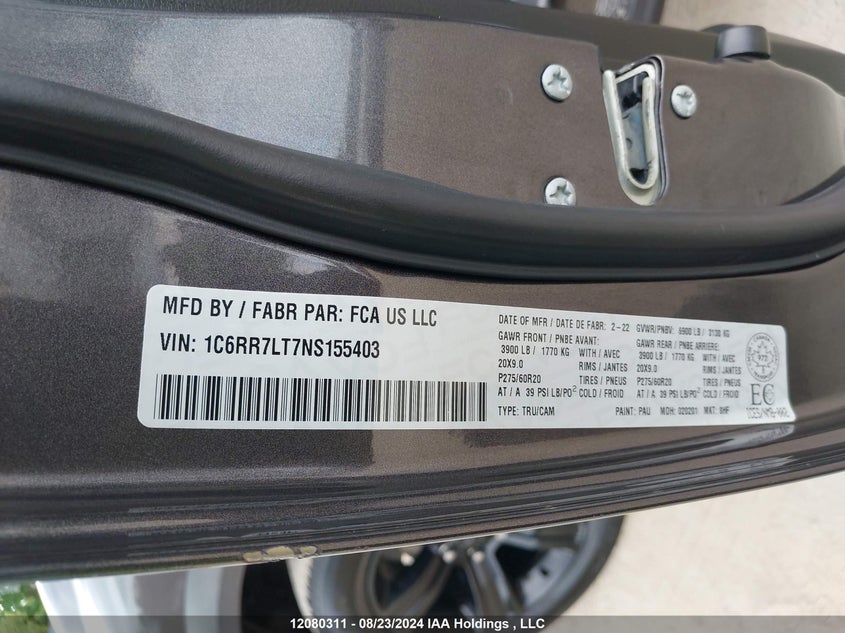 MFD BY / FABR PAR: FCA US LLC
VIN: 1C6RR7LT7NS155403
DATE OF MFR / DATE DE FABR: 2-22 GVWR/PNBV: 6900 LB / 3130 KG
GAWR FRONT / PNBE AVANT: GAWR REAR / PNBE ARRIERE:
3900 LB / 1770 KG WITH / AVEC 3900 LB / 1770 KG WITH / AVEC
20X9.0 RIMS / JANTES 20X9.0 RIMS / JANTES
P275/60R20 TIRES / PNEUS P275/60R20 TIRES / PNEUS
AT / A 39 PSI LB/PO² COLD / FROID AT / A 39 PSI LB/PO² COLD / FROID
TYPE: TRU/CAM PAINT: PAU MDH: 020201 MAT: BHF
EC
12080311 - 08/23/2024 IAA Holdings , LLC